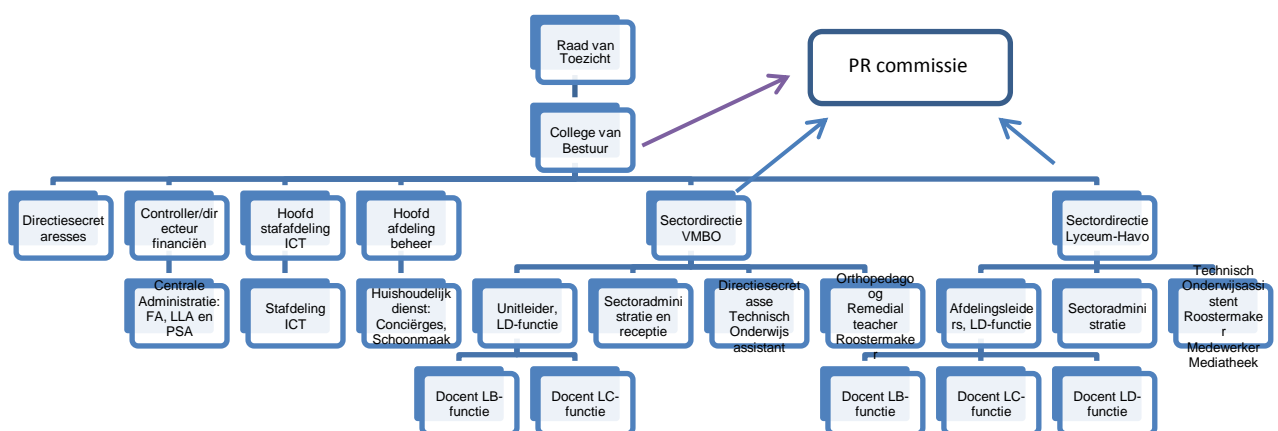 Raad van
Toezicht
PR commissie
College van
Bestuur
Directiesecret
aresses
Controller/di
recteur
financiën
Hoofd
stafafdeling
ICT
Hoofd
afdeling
beheer
Sectordirectie
VMBO
Sectordirectie
Lyceum-Havo
Centrale
Administratie:
FA, LLA en
PSA
Stafdeling
ICT
Huishoudelijk
dienst:
Conciërges,
Schoonmaak
Unitleider,
LD-functie
Sectoradmini
stratie en
receptie
Directiesecret
asse
Technisch
Onderwijs
assistant
Orthopedago
og
Remedial
teacher
Roostermake
r
Afdelingsleide
rs, LD-functie
Sectoradmini
stratie
Technisch
Onderwijsassi
stent
Roostermake
r
Medewerker
Mediatheek
Docent LB-
functie
Docent LC-
functie
Docent LB-
functie
Docent LC-
functie
Docent LD-
functie